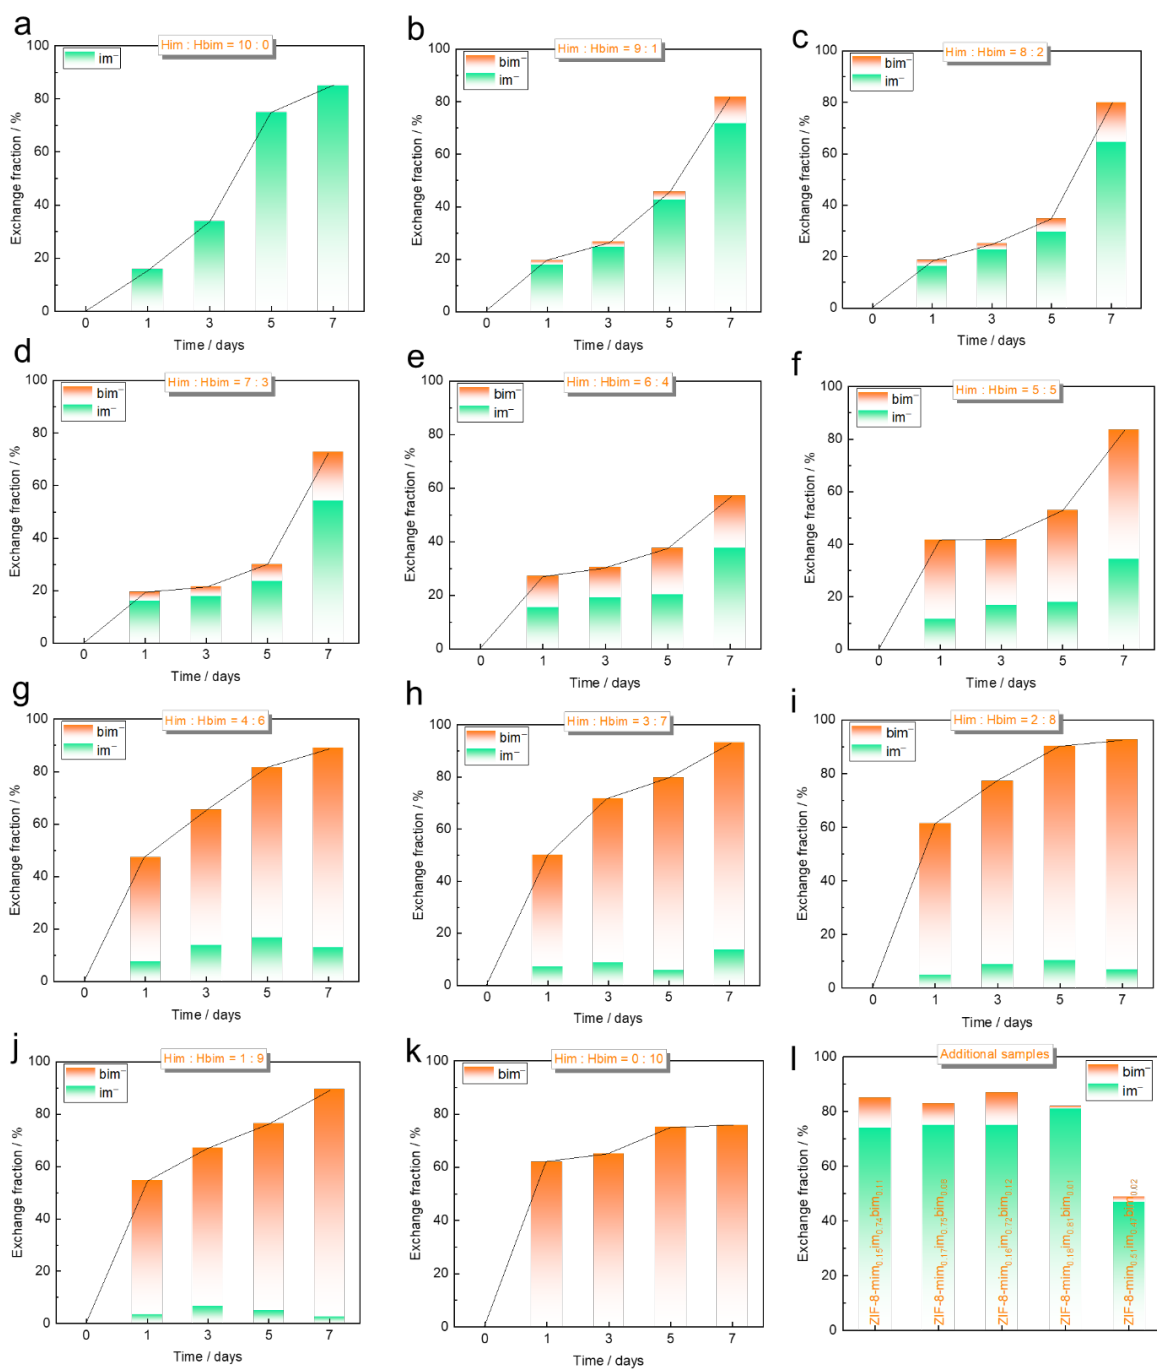 a
Him : Hbim = 10 : 0
im⁻
Exchange fraction / %
100
80
60
40
20
0
0 1 3 5 7
Time / days
b
Him : Hbim = 9 : 1
bim⁻
im⁻
Exchange fraction / %
100
80
60
40
20
0
0 1 3 5 7
Time / days
c
Him : Hbim = 8 : 2
bim⁻
im⁻
Exchange fraction / %
100
80
60
40
20
0
0 1 3 5 7
Time / days
d
Him : Hbim = 7 : 3
bim⁻
im⁻
Exchange fraction / %
100
80
60
40
20
0
0 1 3 5 7
Time / days
e
Him : Hbim = 6 : 4
bim⁻
im⁻
Exchange fraction / %
100
80
60
40
20
0
0 1 3 5 7
Time / days
f
Him : Hbim = 5 : 5
bim⁻
im⁻
Exchange fraction / %
100
80
60
40
20
0
0 1 3 5 7
Time / days
g
Him : Hbim = 4 : 6
bim⁻
im⁻
Exchange fraction / %
100
80
60
40
20
0
0 1 3 5 7
Time / days
h
Him : Hbim = 3 : 7
bim⁻
im⁻
Exchange fraction / %
100
80
60
40
20
0
0 1 3 5 7
Time / days
i
Him : Hbim = 2 : 8
bim⁻
im⁻
Exchange fraction / %
100
80
60
40
20
0
0 1 3 5 7
Time / days
j
Him : Hbim = 1 : 9
bim⁻
im⁻
Exchange fraction / %
100
80
60
40
20
0
0 1 3 5 7
Time / days
k
Him : Hbim = 0 : 10
bim⁻
Exchange fraction / %
100
80
60
40
20
0
0 1 3 5 7
Time / days
l
Additional samples
bim⁻
im⁻
Exchange fraction / %
100
80
60
40
20
0
ZIF-8-mim₀.₁₅im₀.₇₄bim₀.₁₁
ZIF-8-mim₀.₁₇im₀.₇₅bim₀.₀₈
ZIF-8-mim₀.₁₆im₀.₇₂bim₀.₁₂
ZIF-8-mim₀.₁₈im₀.₈₁bim₀.₀₁
ZIF-8-mim₀.₅₁im₀.₄₇bim₀.₀₂